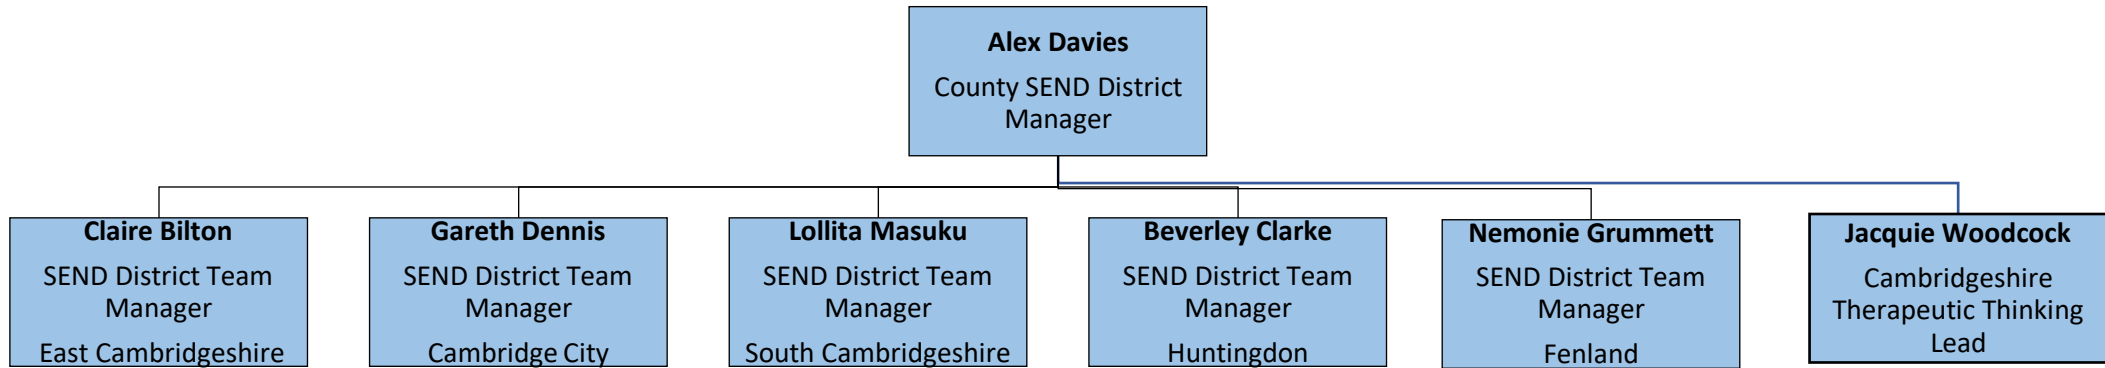 Alex Davies
County SEND District
Manager
Claire Bilton
SEND District Team
Manager
East Cambridgeshire
Gareth Dennis
SEND District Team
Manager
Cambridge City
Lollita Masuku
SEND District Team
Manager
South Cambridgeshire
Beverley Clarke
SEND District Team
Manager
Huntingdon
Nemonie Grummett
SEND District Team
Manager
Fenland
Jacquie Woodcock
Cambridgeshire
Therapeutic Thinking
Lead